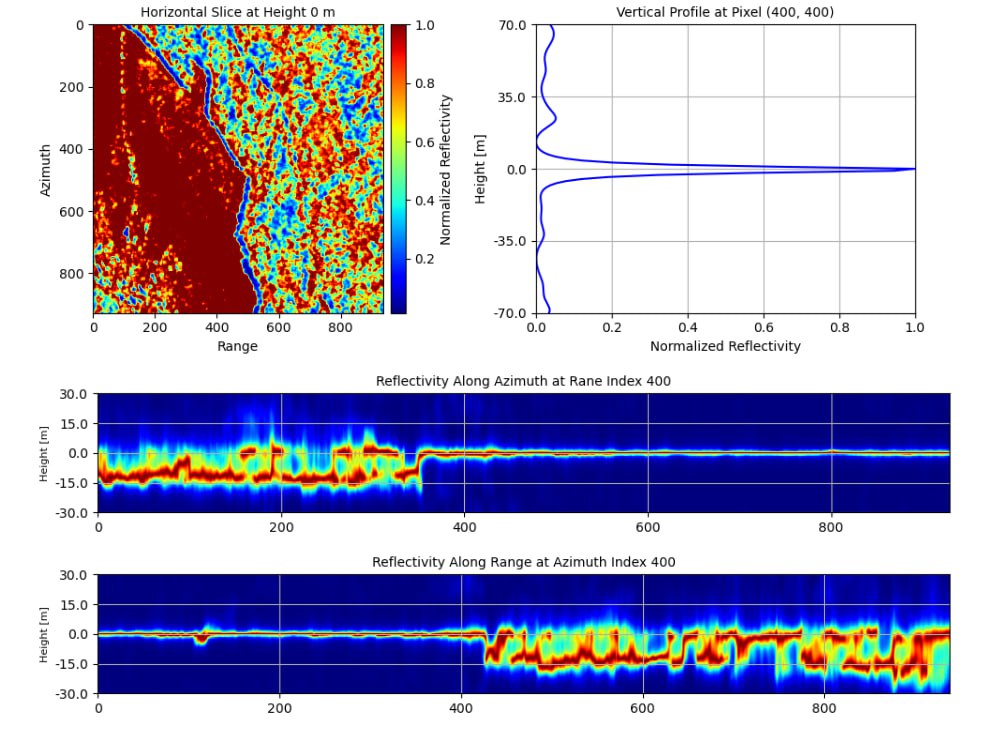 Horizontal Slice at Height 0 m
0
200
400
600
800
Azimuth
0 200 400 600 800
Range
1.0
0.8
0.6
0.4
0.2
Normalized Reflectivity
Vertical Profile at Pixel (400, 400)
70.0
35.0
0.0
-35.0
-70.0
Height [m]
0.0 0.2 0.4 0.6 0.8 1.0
Normalized Reflectivity
Reflectivity Along Azimuth at Rane Index 400
30.0
15.0
0.0
-15.0
-30.0
Height [m]
0 200 400 600 800
Reflectivity Along Range at Azimuth Index 400
30.0
15.0
0.0
-15.0
-30.0
Height [m]
0 200 400 600 800